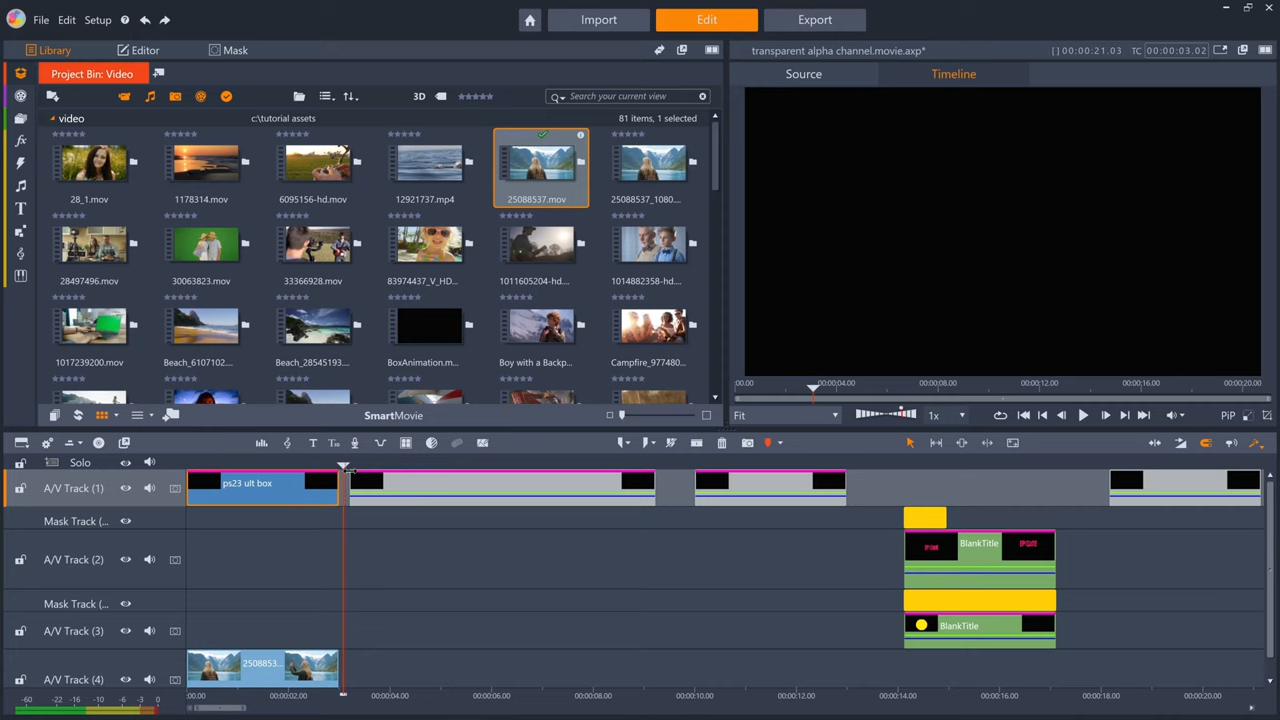 File Edit Setup ? Import Edit Export
Library Editor Mask transparent alpha channel.movie.axp* [ ] 00:00:21.03 TC 00:00:03.02
Project Bin: Video Source Timeline
3D Search your current view
video c:\tutorial assets 81 items, 1 selected
28_1.mov 1178314.mov 6095156-hd.mov 12921737.mp4 25088537.mov 25088537_1080....
28497496.mov 30063823.mov 33366928.mov 83974437_V_HD... 1011605204-hd.... 1014882358-hd....
1017239200.mov Beach_6107102.... Beach_28545193... BoxAnimation.m... Boy with a Backp... Campfire_977480...
:00.00 00:00:04.00 00:00:08.00 00:00:12.00 00:00:16.00 00:00:20.00
SmartMovie Fit 1x PiP
Solo
A/V Track (1) ps23 ult box
Mask Track (...
A/V Track (2) BlankTitle
Mask Track (...
A/V Track (3) BlankTitle
A/V Track (4) 2508853...
-60 -22 -16 -10 -6 -3 0 :00.00 00:00:02.00 00:00:04.00 00:00:06.00 00:00:08.00 00:00:10.00 00:00:12.00 00:00:14.00 00:00:16.00 00:00:18.00 00:00:20.00